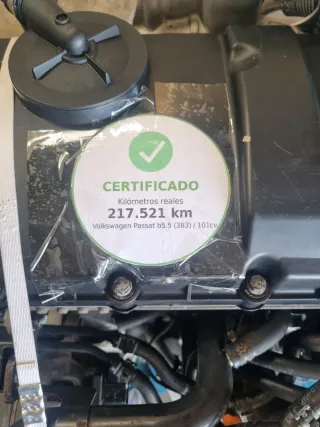 CERTIFICADO
Kilómetros reales
217.521 km
Volkswagen Passat b5.5 (3B3) / 101cv